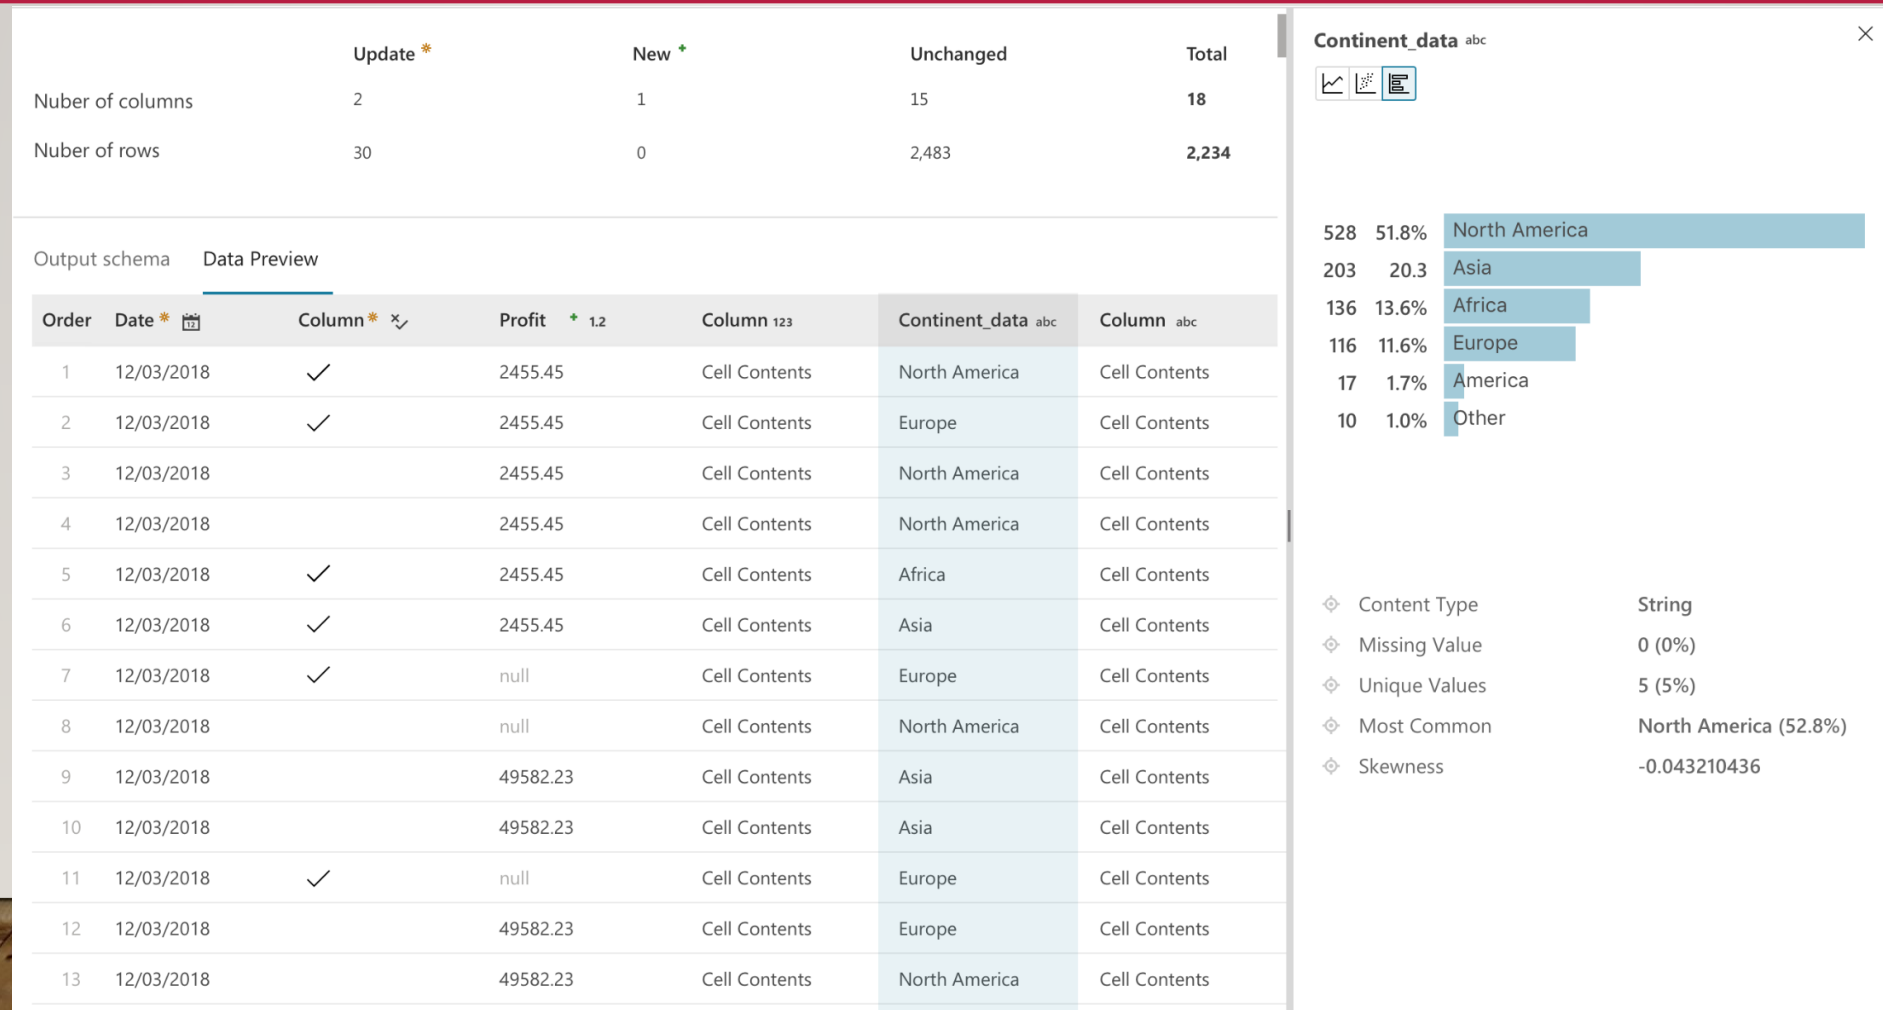 Update New Unchanged Total
Nuber of columns 2 1 15 18
Nuber of rows 30 0 2,483 2,234
Output schema Data Preview
Order Date 12 Column Profit 1.2 Column 123 Continent_data abc Column abc
1 12/03/2018 2455.45 Cell Contents North America Cell Contents
2 12/03/2018 2455.45 Cell Contents Europe Cell Contents
3 12/03/2018 2455.45 Cell Contents North America Cell Contents
4 12/03/2018 2455.45 Cell Contents North America Cell Contents
5 12/03/2018 2455.45 Cell Contents Africa Cell Contents
6 12/03/2018 2455.45 Cell Contents Asia Cell Contents
7 12/03/2018 null Cell Contents Europe Cell Contents
8 12/03/2018 null Cell Contents North America Cell Contents
9 12/03/2018 49582.23 Cell Contents Asia Cell Contents
10 12/03/2018 49582.23 Cell Contents Asia Cell Contents
11 12/03/2018 null Cell Contents Europe Cell Contents
12 12/03/2018 49582.23 Cell Contents Europe Cell Contents
13 12/03/2018 49582.23 Cell Contents North America Cell Contents
Continent_data abc
528 51.8% North America
203 20.3 Asia
136 13.6% Africa
116 11.6% Europe
17 1.7% America
10 1.0% Other
Content Type String
Missing Value 0 (0%)
Unique Values 5 (5%)
Most Common North America (52.8%)
Skewness -0.043210436